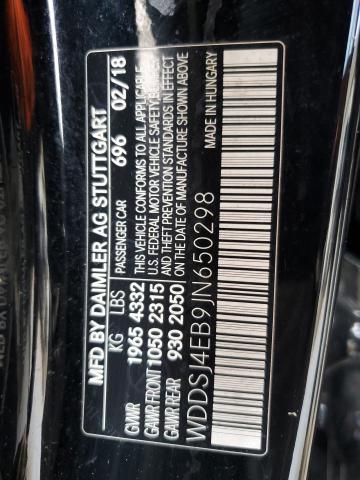 MFD BY DAIMLER AG STUTTGART
PASSENGER CAR 696 02/18
KG LBS
GVWR 1965 4332
GAWR FRONT 1050 2315
GAWR REAR 930 2050
THIS VEHICLE CONFORMS TO ALL APPLICABLE
U.S. FEDERAL MOTOR VEHICLE SAFETY, BUMPER,
AND THEFT PREVENTION STANDARDS IN EFFECT
ON THE DATE OF MANUFACTURE SHOWN ABOVE
WDDSJ4EB9JN650298
MADE IN HUNGARY